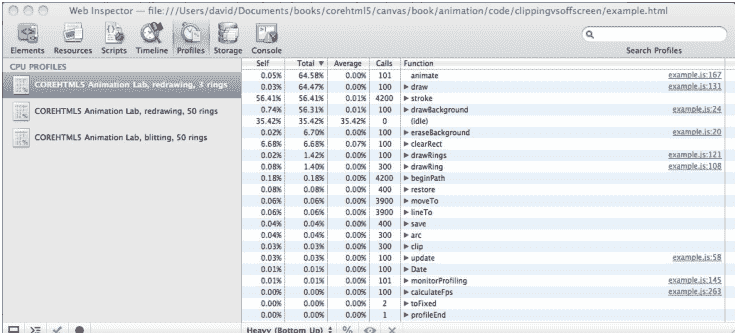 Web Inspector — file:///Users/david/Documents/books/corehtml5/canvas/book/animation/code/clippingvsoffscreen/example.html
Elements Resources Scripts Timeline Profiles Storage Console Search Profiles
CPU PROFILES
COREHTML5 Animation Lab, redrawing, 3 rings
COREHTML5 Animation Lab, redrawing, 50 rings
COREHTML5 Animation Lab, blitting, 50 rings
Self Total ▼ Average Calls Function
0.05% 64.58% 0.00% 101 animate example.js:167
0.03% 64.47% 0.00% 100 ▶ draw example.js:131
56.41% 56.41% 0.01% 4200 ▶ stroke
0.74% 56.31% 0.01% 100 ▶ drawBackground example.js:24
35.42% 35.42% 35.42% 0 (idle)
0.02% 6.70% 0.00% 100 ▶ eraseBackground example.js:20
6.68% 6.68% 0.07% 100 ▶ clearRect
0.02% 1.42% 0.00% 100 ▶ drawRings example.js:121
0.08% 1.40% 0.00% 300 ▶ drawRing example.js:108
0.18% 0.18% 0.00% 4200 ▶ beginPath
0.08% 0.08% 0.00% 400 ▶ restore
0.06% 0.06% 0.00% 3900 ▶ moveTo
0.06% 0.06% 0.00% 3900 ▶ lineTo
0.04% 0.04% 0.00% 400 ▶ save
0.04% 0.04% 0.00% 300 ▶ arc
0.03% 0.03% 0.00% 300 ▶ clip
0.03% 0.03% 0.00% 100 ▶ update example.js:58
0.01% 0.01% 0.00% 100 ▶ Date
0.01% 0.01% 0.00% 101 ▶ monitorProfiling example.js:145
0.00% 0.00% 0.00% 100 ▶ calculateFps example.js:263
0.00% 0.00% 0.00% 2 ▶ toFixed
0.00% 0.00% 0.00% 1 ▶ profileEnd
Heavy (Bottom Up) %